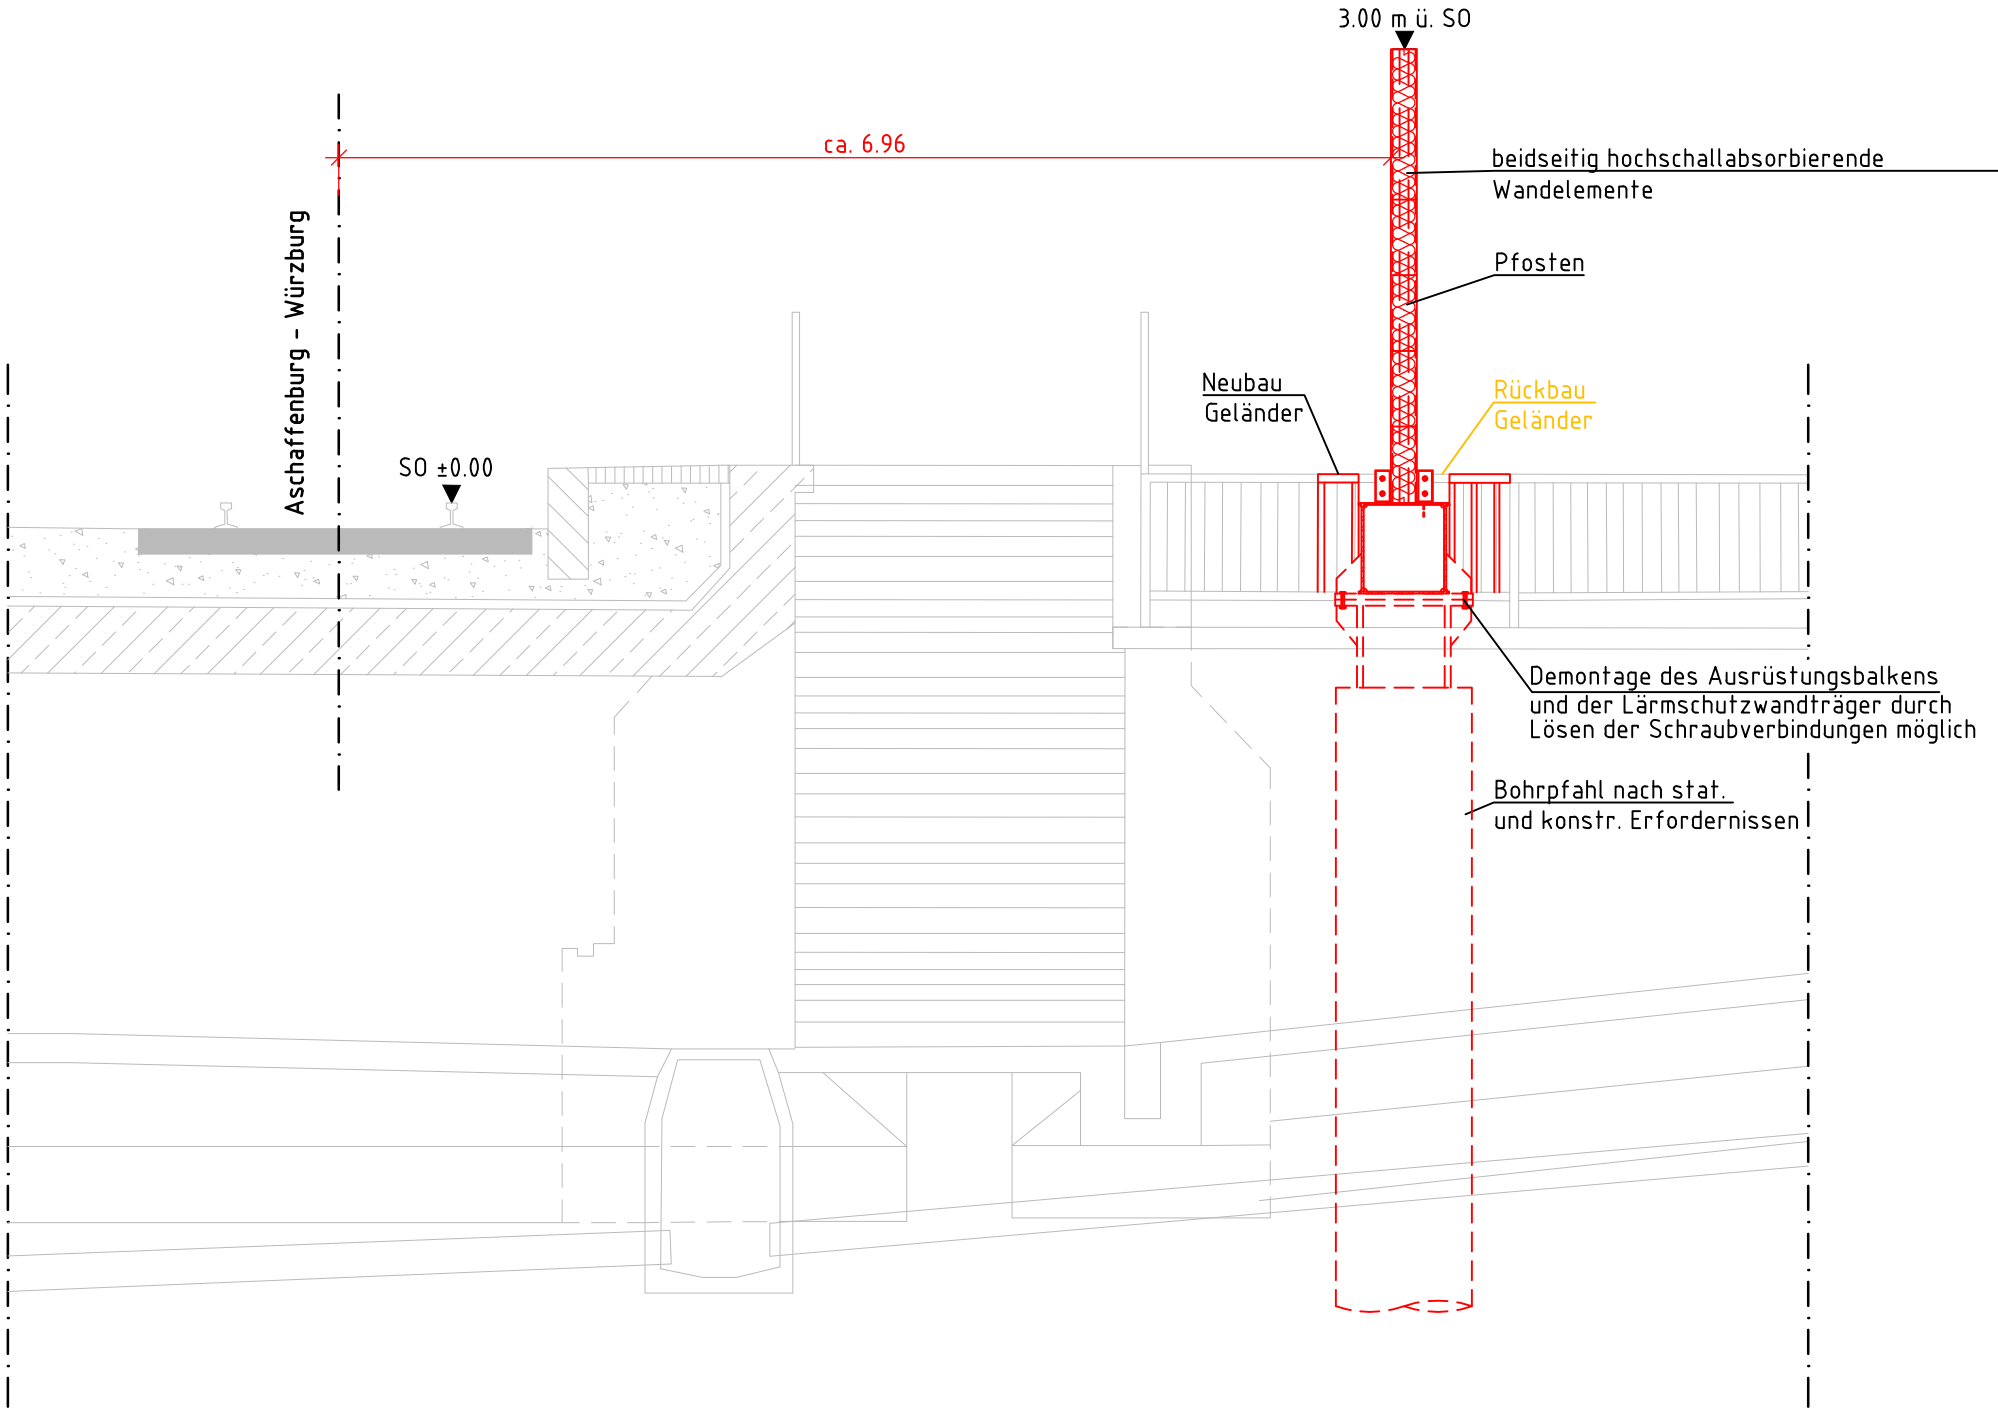 3.00 m ü. SO
ca. 6.96
beidseitig hochschallabsorbierende
Wandelemente
Aschaffenburg - Würzburg
Pfosten
Neubau
Geländer
Rückbau
Geländer
SO ±0.00
Demontage des Ausrüstungsbalkens
und der Lärmschutzwandträger durch
Lösen der Schraubverbindungen möglich
Bohrpfahl nach stat.
und konstr. Erfordernissen